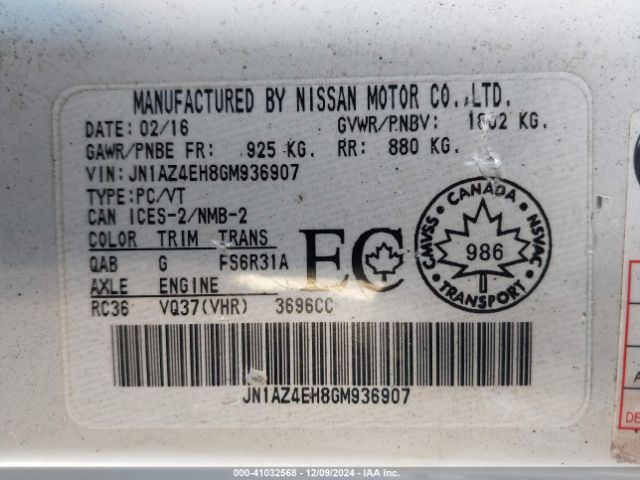 MANUFACTURED BY NISSAN MOTOR CO.,LTD.
DATE: 02/16 GVWR/PNBV: 1802 KG.
GAWR/PNBE FR: 925 KG. RR: 880 KG.
VIN: JN1AZ4EH8GM936907
TYPE:PC/VT
CAN ICES-2/NMB-2
COLOR TRIM TRANS
QAB G FS6R31A
AXLE ENGINE
RC36 VQ37(VHR) 3696CC
EC
CANADA
CMVSS
986
NSVAC
TRANSPORT
JN1AZ4EH8GM936907
A
DE
000-41032568 - 12/09/2024 - IAA Inc.